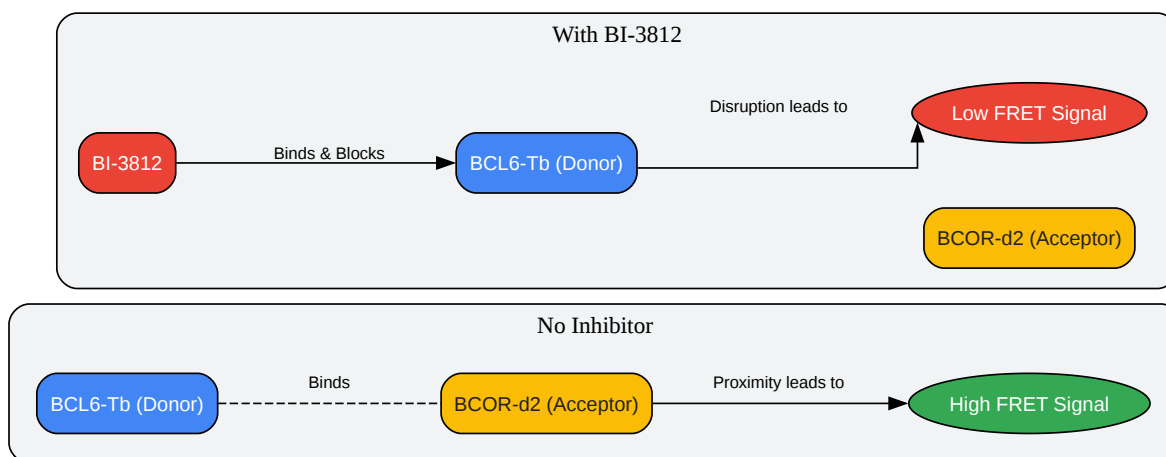 With BI-3812
Disruption leads to
Low FRET Signal
BI-3812
Binds & Blocks
BCL6-Tb (Donor)
BCOR-d2 (Acceptor)
No Inhibitor
BCL6-Tb (Donor)
Binds
BCOR-d2 (Acceptor)
Proximity leads to
High FRET Signal